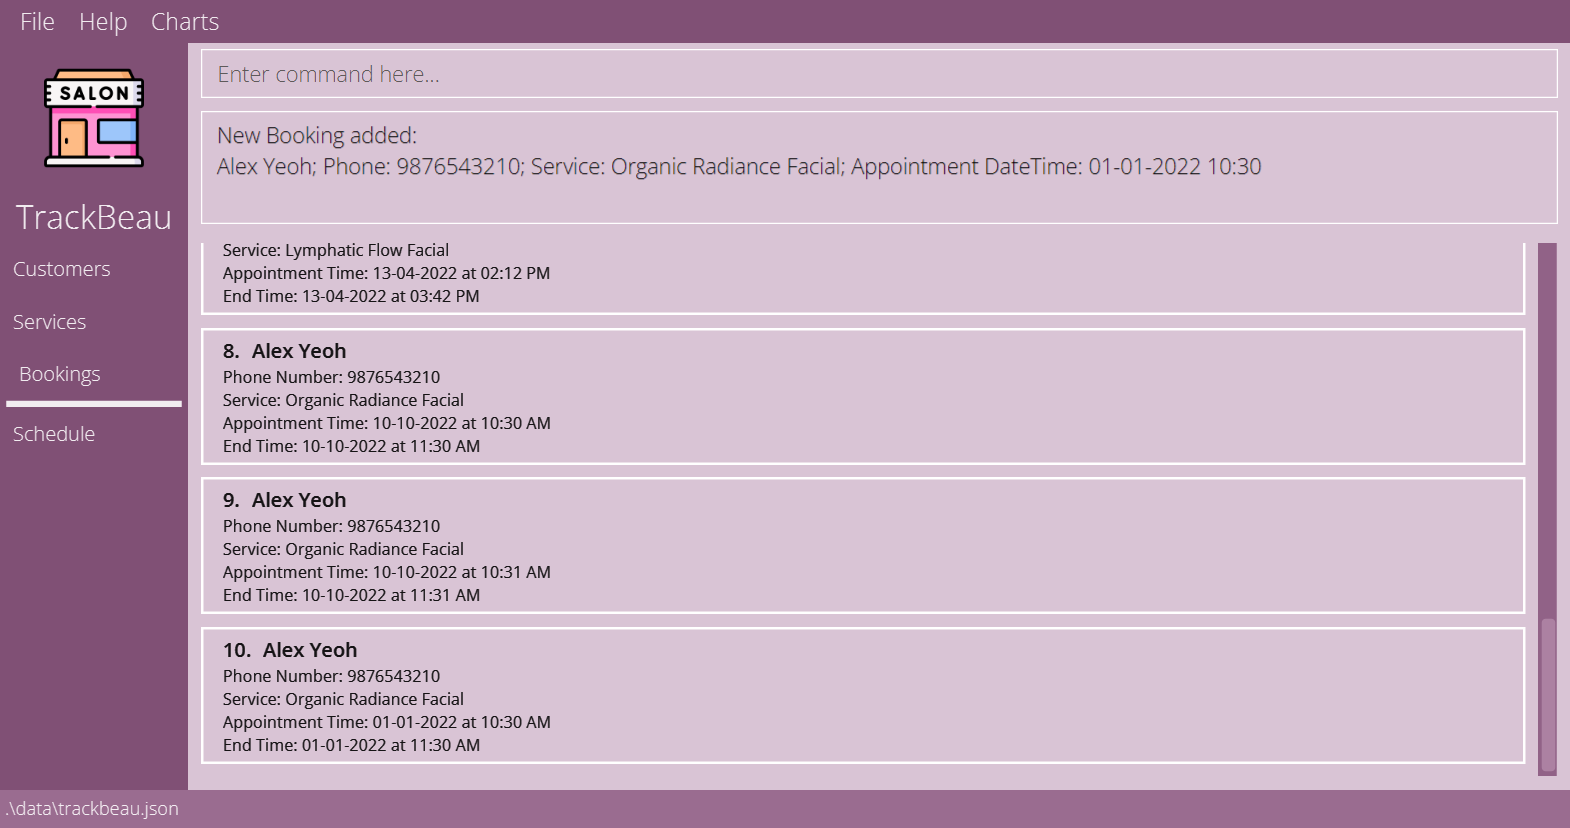 File Help Charts
SALON
TrackBeau
Customers
Services
Bookings
Schedule
Enter command here...
New Booking added:
Alex Yeoh; Phone: 9876543210; Service: Organic Radiance Facial; Appointment DateTime: 01-01-2022 10:30
Service: Lymphatic Flow Facial
Appointment Time: 13-04-2022 at 02:12 PM
End Time: 13-04-2022 at 03:42 PM
8. Alex Yeoh
Phone Number: 9876543210
Service: Organic Radiance Facial
Appointment Time: 10-10-2022 at 10:30 AM
End Time: 10-10-2022 at 11:30 AM
9. Alex Yeoh
Phone Number: 9876543210
Service: Organic Radiance Facial
Appointment Time: 10-10-2022 at 10:31 AM
End Time: 10-10-2022 at 11:31 AM
10. Alex Yeoh
Phone Number: 9876543210
Service: Organic Radiance Facial
Appointment Time: 01-01-2022 at 10:30 AM
End Time: 01-01-2022 at 11:30 AM
.\data\trackbeau.json